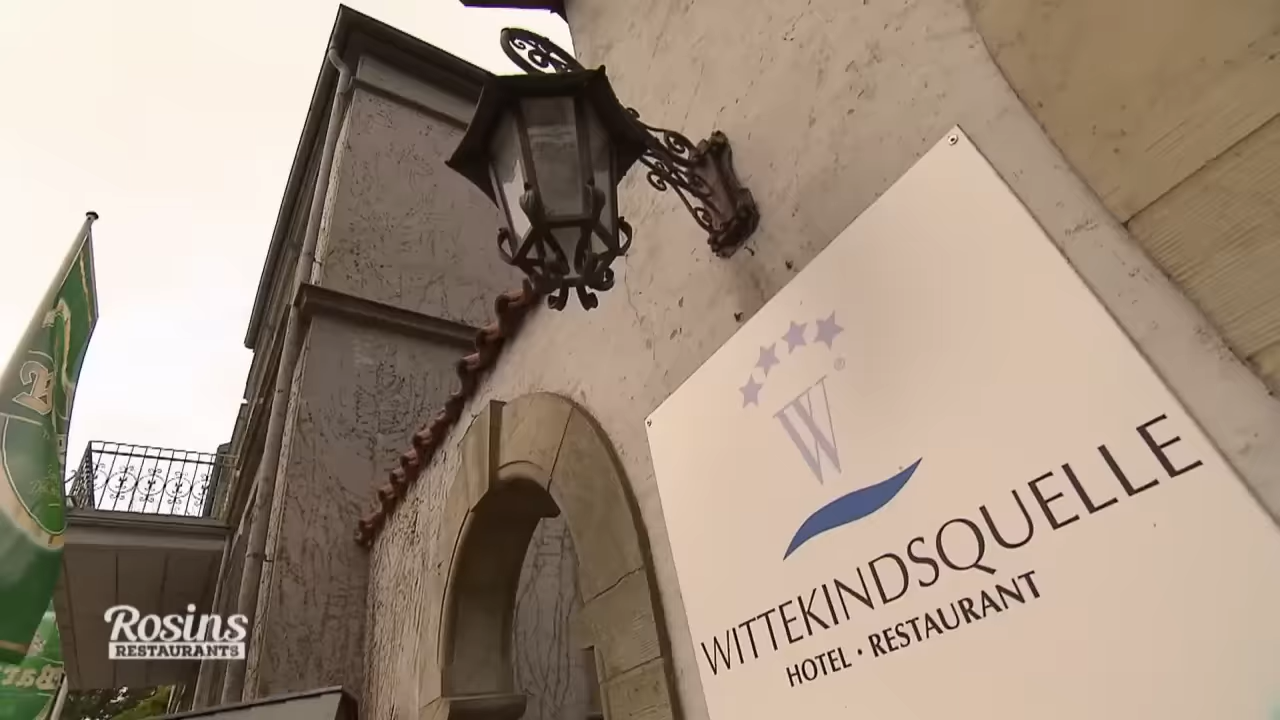 W
®
WITTEKINDSQUELLE
HOTEL · RESTAURANT
Rosins
RESTAURANTS